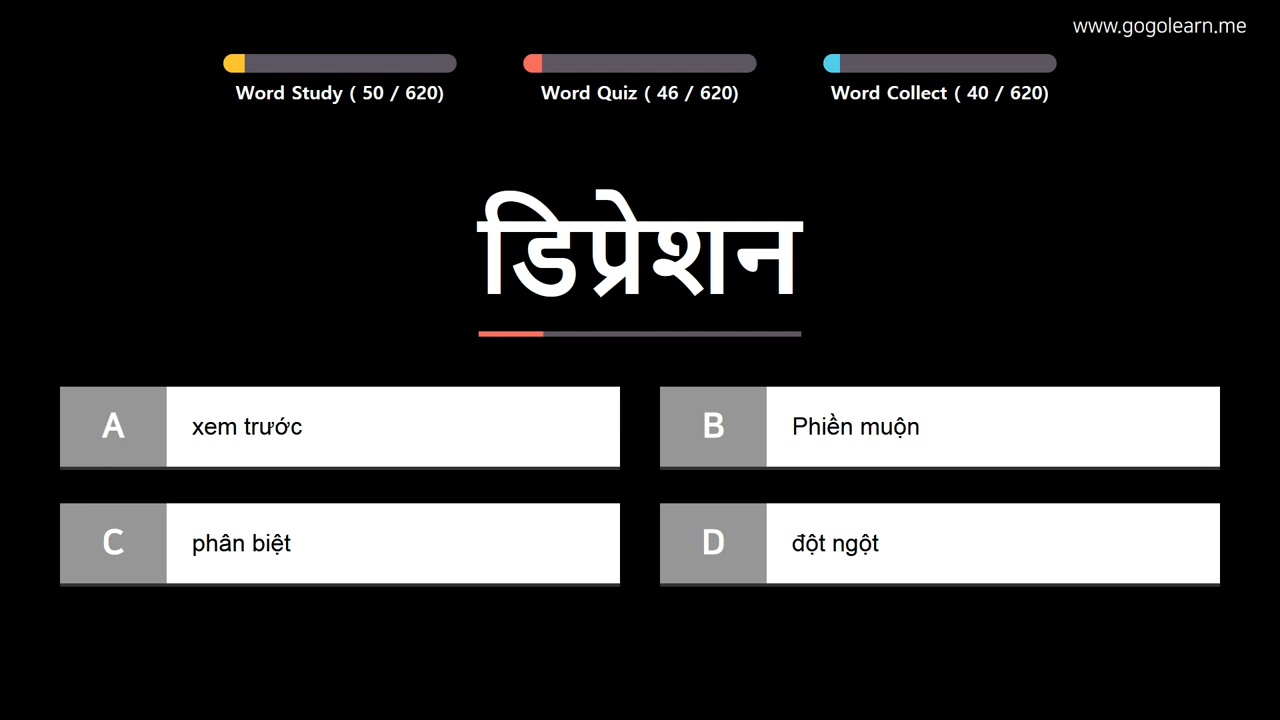 www.gogolearn.me
Word Study ( 50 / 620)
Word Quiz ( 46 / 620)
Word Collect ( 40 / 620)
डिप्रेशन
A xem trước
B Phiền muộn
C phân biệt
D đột ngột